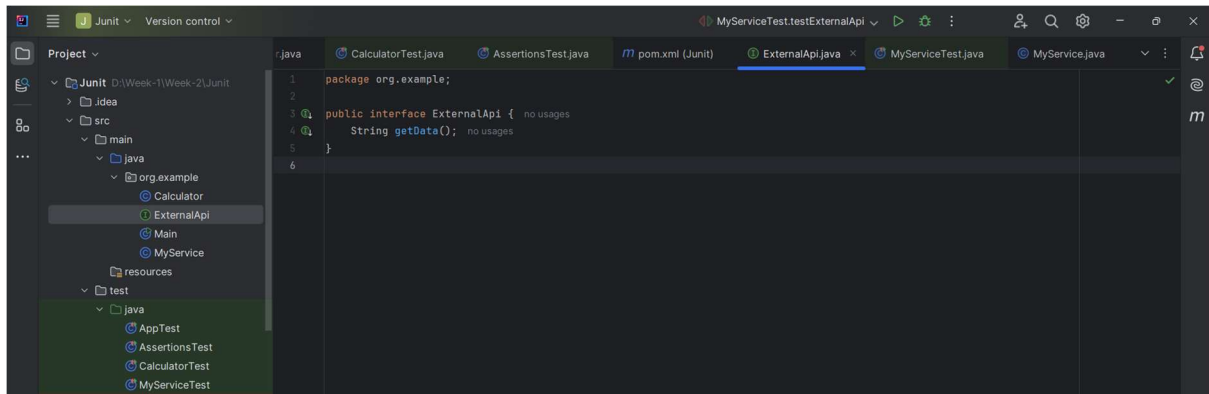 J Junit Version control MyServiceTest.testExternalApi
Project
r.java CalculatorTest.java AssertionsTest.java m pom.xml (Junit) ExternalApi.java MyServiceTest.java MyService.java
Junit D:\Week-1\Week-2\Junit
.idea
src
main
java
org.example
Calculator
ExternalApi
Main
MyService
resources
test
java
AppTest
AssertionsTest
CalculatorTest
MyServiceTest
1 package org.example;
2
3 public interface ExternalApi { no usages
4 String getData(); no usages
5 }
6
m